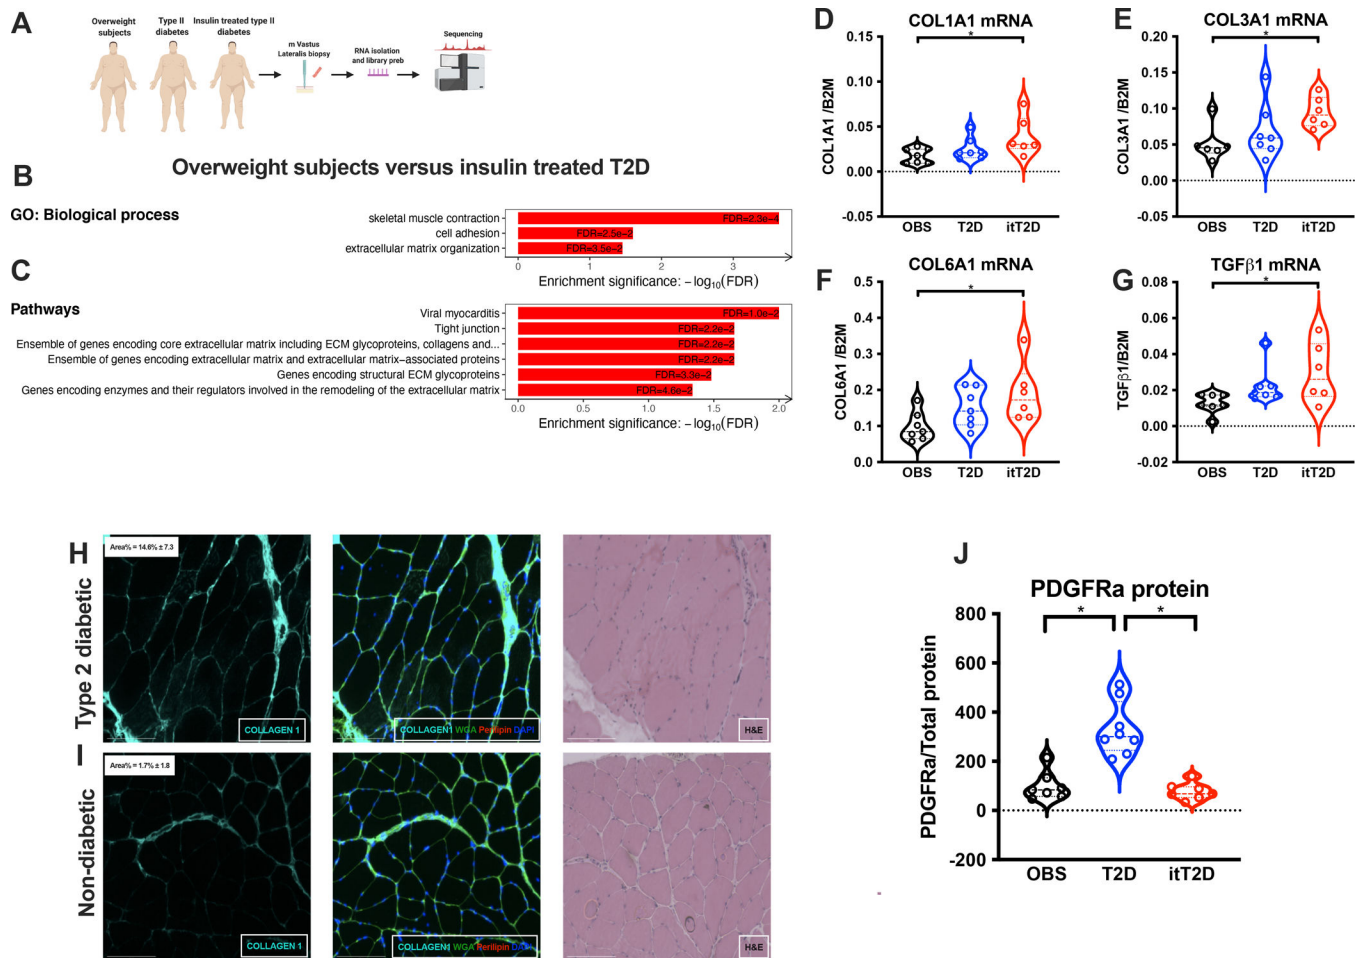 A
Overweight
subjects
Type II
diabetes
Insulin treated type II
diabetes
m Vastus
Lateralis biopsy
RNA isolation
and library preb
Sequencing
Overweight subjects versus insulin treated T2D
B
GO: Biological process
skeletal muscle contraction
FDR=2.3e−4
cell adhesion
FDR=2.5e−2
extracellular matrix organization
FDR=3.5e−2
0 1 2 3
Enrichment significance: −log10(FDR)
C
Pathways
Viral myocarditis
FDR=1.0e−2
Tight junction
FDR=2.2e−2
Ensemble of genes encoding core extracellular matrix including ECM glycoproteins, collagens and...
FDR=2.2e−2
Ensemble of genes encoding extracellular matrix and extracellular matrix−associated proteins
FDR=2.2e−2
Genes encoding structural ECM glycoproteins
FDR=3.3e−2
Genes encoding enzymes and their regulators involved in the remodeling of the extracellular matrix
FDR=4.6e−2
0.0 0.5 1.0 1.5 2.0
Enrichment significance: −log10(FDR)
D
COL1A1 mRNA
*
COL1A1 /B2M
0.15
0.10
0.05
0.00
-0.05
OBS T2D itT2D
E
COL3A1 mRNA
*
COL3A1 /B2M
0.20
0.15
0.10
0.05
0.00
-0.05
OBS T2D itT2D
F
COL6A1 mRNA
*
COL6A1 /B2M
0.5
0.4
0.3
0.2
0.1
0.0
OBS T2D itT2D
G
TGFβ1 mRNA
*
TGFβ1/B2M
0.08
0.06
0.04
0.02
0.00
-0.02
OBS T2D itT2D
H
Type 2 diabetic
Area% = 14.6% ± 7.3
COLLAGEN 1
COLLAGEN1 WGA Perilipin DAPI
H&E
I
Non-diabetic
Area% = 1.7% ± 1.8
COLLAGEN 1
COLLAGEN1 WGA Perilipin DAPI
H&E
J
PDGFRa protein
* *
PDGFRa/Total protein
800
600
400
200
0
-200
OBS T2D itT2D